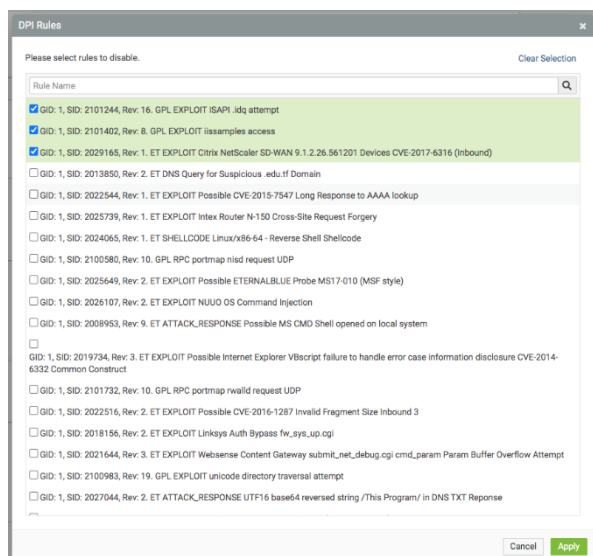 DPI Rules
Please select rules to disable.
Clear Selection
Rule Name
GID: 1, SID: 2101244, Rev: 16. GPL EXPLOIT ISAPI .idq attempt
GID: 1, SID: 2101402, Rev: 8. GPL EXPLOIT iissamples access
GID: 1, SID: 2029165, Rev: 1. ET EXPLOIT Citrix NetScaler SD-WAN 9.1.2.26.561201 Devices CVE-2017-6316 (Inbound)
GID: 1, SID: 2013850, Rev: 2. ET DNS Query for Suspicious .edu.tf Domain
GID: 1, SID: 2022544, Rev: 1. ET EXPLOIT Possible CVE-2015-7547 Long Response to AAAA lookup
GID: 1, SID: 2025739, Rev: 1. ET EXPLOIT Intex Router N-150 Cross-Site Request Forgery
GID: 1, SID: 2024065, Rev: 1. ET SHELLCODE Linux/x86-64 - Reverse Shell Shellcode
GID: 1, SID: 2100580, Rev: 10. GPL RPC portmap nisd request UDP
GID: 1, SID: 2025649, Rev: 2. ET EXPLOIT Possible ETERNALBLUE Probe MS17-010 (MSF style)
GID: 1, SID: 2026107, Rev: 2. ET EXPLOIT NUUO OS Command Injection
GID: 1, SID: 2008953, Rev: 9. ET ATTACK_RESPONSE Possible MS CMD Shell opened on local system
GID: 1, SID: 2019734, Rev: 3. ET EXPLOIT Possible Internet Explorer VBscript failure to handle error case information disclosure CVE-2014-
6332 Common Construct
GID: 1, SID: 2101732, Rev: 10. GPL RPC portmap rwalld request UDP
GID: 1, SID: 2022516, Rev: 2. ET EXPLOIT Possible CVE-2016-1287 Invalid Fragment Size Inbound 3
GID: 1, SID: 2018156, Rev: 2. ET EXPLOIT Linksys Auth Bypass fw_sys_up.cgi
GID: 1, SID: 2021644, Rev: 3. ET EXPLOIT Websense Content Gateway submit_net_debug.cgi cmd_param Param Buffer Overflow Attempt
GID: 1, SID: 2100983, Rev: 19. GPL EXPLOIT unicode directory traversal attempt
GID: 1, SID: 2027044, Rev: 2. ET ATTACK_RESPONSE UTF16 base64 reversed string /This Program/ in DNS TXT Reponse
Cancel
Apply